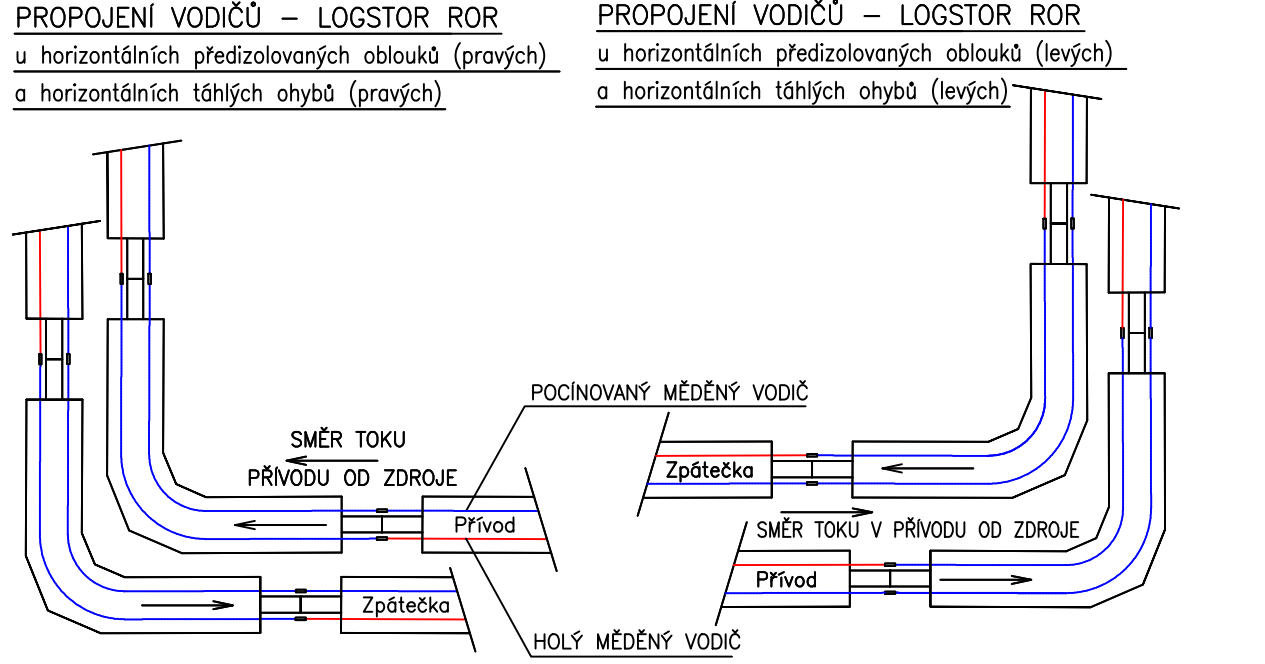 PROPOJENÍ VODIČŮ – LOGSTOR ROR
u horizontálních předizolovaných oblouků (pravých)
a horizontálních táhlých ohybů (pravých)
PROPOJENÍ VODIČŮ – LOGSTOR ROR
u horizontálních předizolovaných oblouků (levých)
a horizontálních táhlých ohybů (levých)
POCÍNOVANÝ MĚDĚNÝ VODIČ
SMĚR TOKU
PŘÍVODU OD ZDROJE
Přívod
Zpátečka
HOLÝ MĚDĚNÝ VODIČ
Zpátečka
SMĚR TOKU V PŘÍVODU OD ZDROJE
Přívod